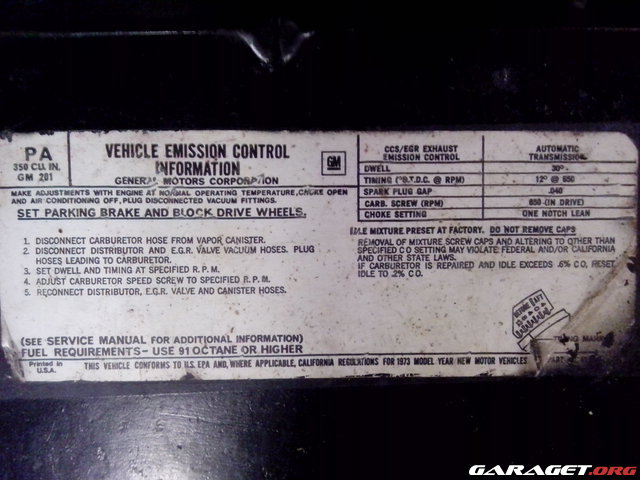 PA
350 CU. IN.
GM 201
VEHICLE EMISSION CONTROL
INFORMATION
GENERAL MOTORS CORPORATION
GM
MAKE ADJUSTMENTS WITH ENGINE AT NORMAL OPERATING TEMPERATURE, CHOKE OPEN
AND AIR CONDITIONING OFF, PLUG DISCONNECTED VACUUM FITTINGS.
SET PARKING BRAKE AND BLOCK DRIVE WHEELS.
1. DISCONNECT CARBURETOR HOSE FROM VAPOR CANISTER.
2. DISCONNECT DISTRIBUTOR AND E.G.R. VALVE VACUUM HOSES. PLUG
HOSES LEADING TO CARBURETOR.
3. SET DWELL AND TIMING AT SPECIFIED R.P.M.
4. ADJUST CARBURETOR SPEED SCREW TO SPECIFIED R.P.M.
5. RECONNECT DISTRIBUTOR, E.G.R. VALVE AND CANISTER HOSES.
(SEE SERVICE MANUAL FOR ADDITIONAL INFORMATION)
FUEL REQUIREMENTS - USE 91 OCTANE OR HIGHER
CCS/EGR EXHAUST EMISSION CONTROL AUTOMATIC TRANSMISSION
DWELL 30°
TIMING (°B.T.D.C. @ RPM) 12° @ 650
SPARK PLUG GAP .040
CARB. SCREW (RPM) 650 (IN DRIVE)
CHOKE SETTING ONE NOTCH LEAN
IDLE MIXTURE PRESET AT FACTORY. DO NOT REMOVE CAPS
REMOVAL OF MIXTURE SCREW CAPS AND ALTERING TO OTHER THAN
SPECIFIED CO SETTING MAY VIOLATE FEDERAL AND/OR CALIFORNIA
AND OTHER STATE LAWS.
IF CARBURETOR IS REPAIRED AND IDLE EXCEEDS .6% CO, RESET
IDLE TO .2% CO.
BEFORE AFT
Printed in
U.S.A.
THIS VEHICLE CONFORMS TO U.S. EPA AND, WHERE APPLICABLE, CALIFORNIA REGULATIONS FOR 1973 MODEL YEAR NEW MOTOR VEHICLES
GARAGET.ORG